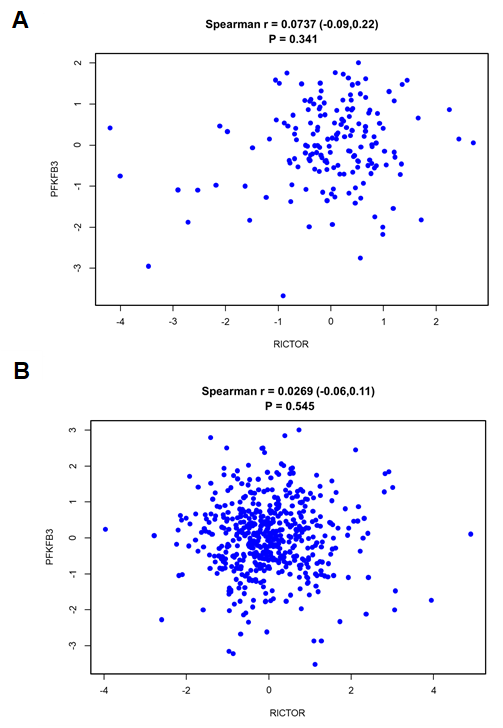 A
Spearman r = 0.0737 (-0.09,0.22)
P = 0.341
2
1
0
-1
-2
-3
PFKFB3
-4
-3
-2
-1
0
1
2
RICTOR
B
Spearman r = 0.0269 (-0.06,0.11)
P = 0.545
3
2
1
0
-1
-2
-3
PFKFB3
-4
-2
0
2
4
RICTOR